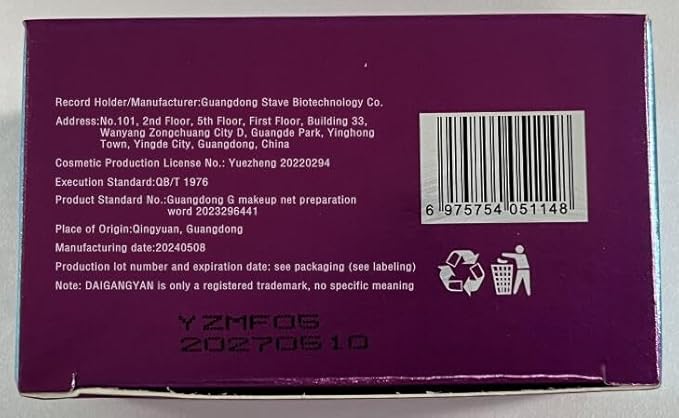 Record Holder/Manufacturer:Guangdong Stave Biotechnology Co.
Address:No.101, 2nd Floor, 5th Floor, First Floor, Building 33,
Wanyang Zongchuang City D, Guangde Park, Yinghong
Town, Yingde City, Guangdong, China
Cosmetic Production License No.: Yuezheng 20220294
Execution Standard:QB/T 1976
Product Standard No.:Guangdong G makeup net preparation
word 2023296441
Place of Origin:Qingyuan, Guangdong
Manufacturing date:20240508
Production lot number and expiration date: see packaging (see labeling)
Note: DAIGANGYAN is only a registered trademark, no specific meaning
6 975754 051148
YZMF06
20270610